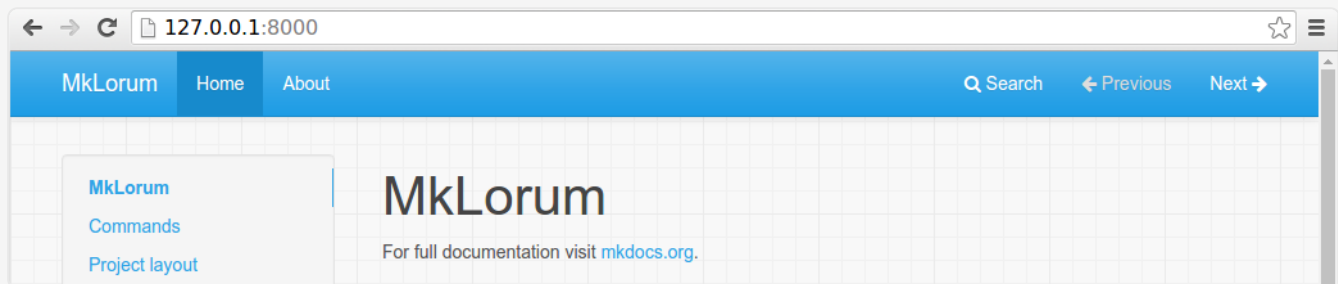 127.0.0.1:8000
MkLorum Home About Search Previous Next
MkLorum
Commands
Project layout
MkLorum
For full documentation visit mkdocs.org.